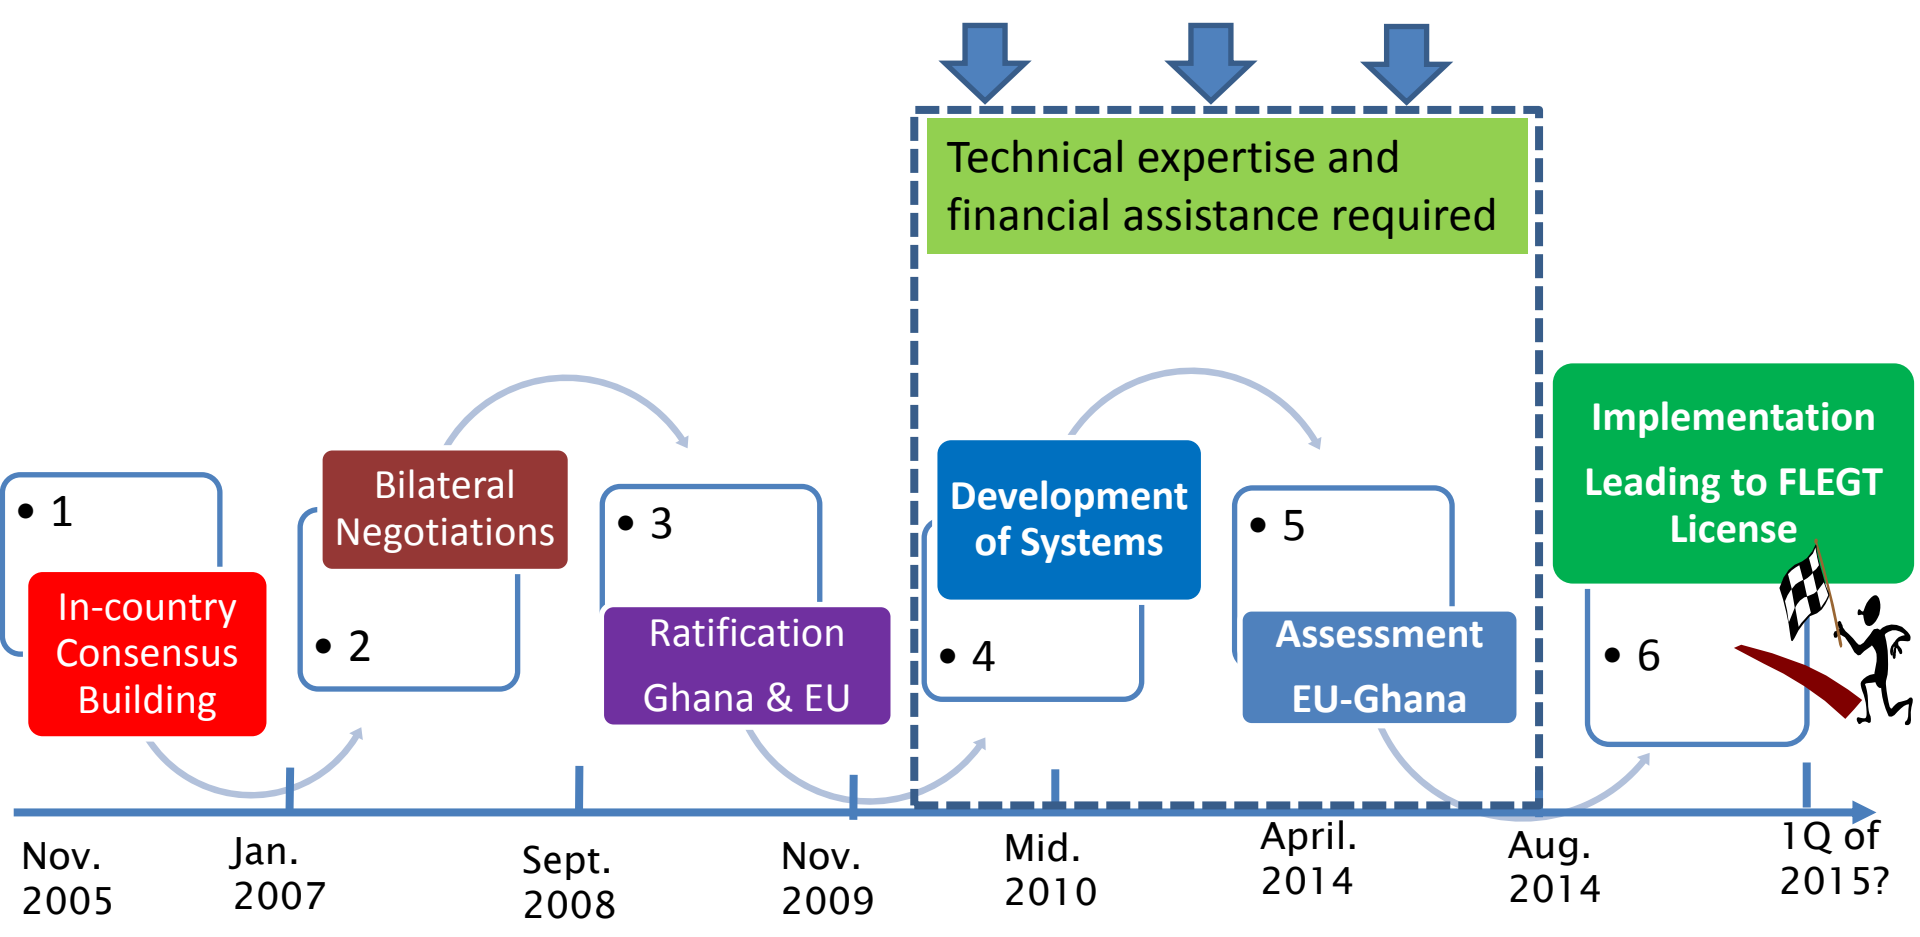 Technical expertise and
financial assistance required
• 1
In-country
Consensus
Building
Bilateral
Negotiations
• 2
• 3
Ratification
Ghana & EU
Development
of Systems
• 4
• 5
Assessment
EU-Ghana
Implementation
Leading to FLEGT
License
• 6
Nov.
2005
Jan.
2007
Sept.
2008
Nov.
2009
Mid.
2010
April.
2014
Aug.
2014
1Q of
2015?